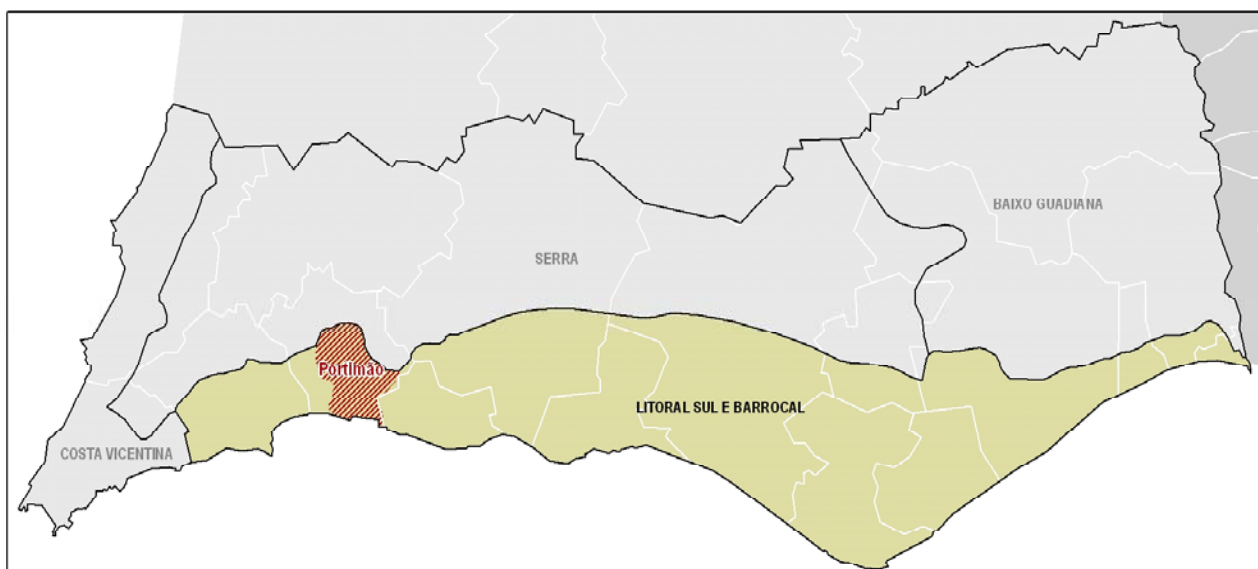 BAIXO GUADIANA
SERRA
Portimão
LITORAL SUL E BARROCAL
COSTA VICENTINA